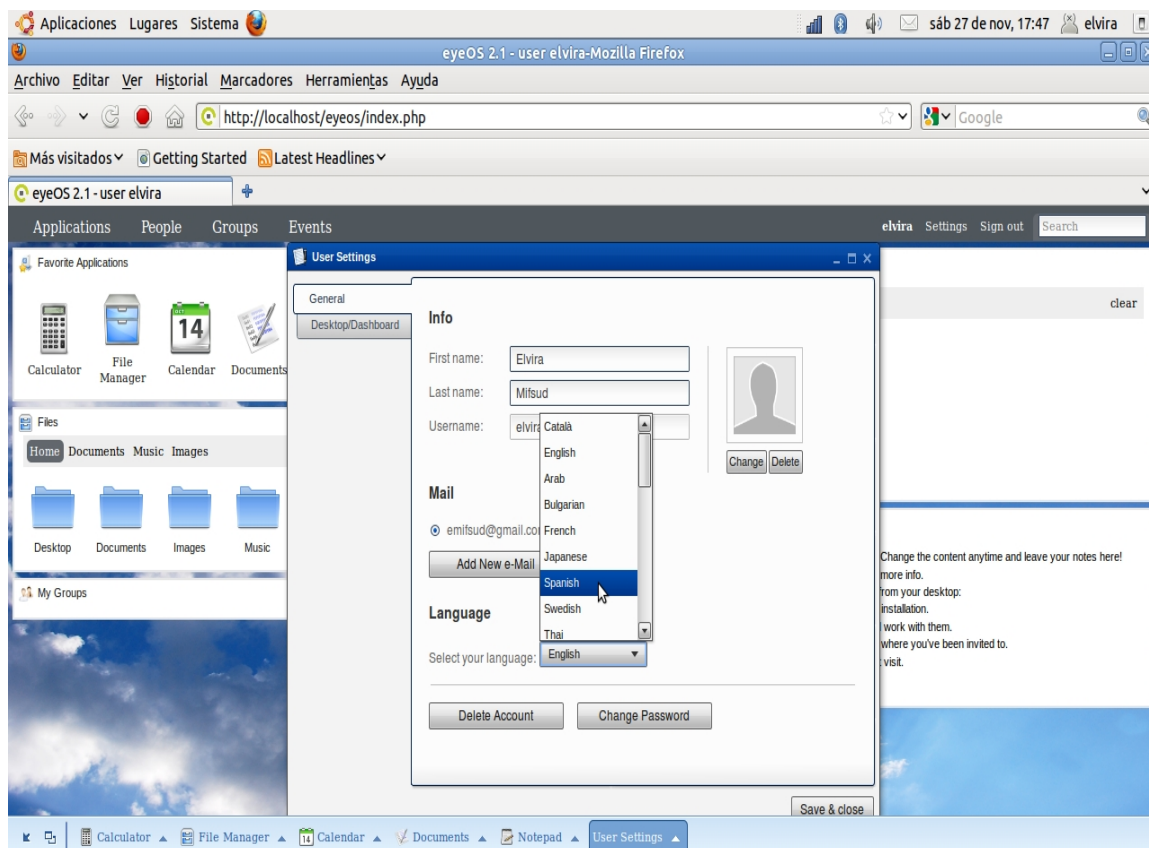 Aplicaciones Lugares Sistema sáb 27 de nov, 17:47 elvira
eyeOS 2.1 - user elvira-Mozilla Firefox
Archivo Editar Ver Historial Marcadores Herramientas Ayuda
http://localhost/eyeos/index.php Google
Más visitados Getting Started Latest Headlines
eyeOS 2.1 - user elvira
Applications People Groups Events elvira Settings Sign out Search
Favorite Applications
OCT
14
Calculator File Manager Calendar Documents
Files
Home Documents Music Images
Desktop Documents Images Music
My Groups
User Settings
General
Desktop/Dashboard
Info
First name: Elvira
Last name: Mifsud
Username: elvira
Change Delete
Mail
emifsud@gmail.co
Add New e-Mail
Language
Català
English
Arab
Bulgarian
French
Japanese
Spanish
Swedish
Thai
Select your language: English
Delete Account Change Password
Save & close
clear
Change the content anytime and leave your notes here!
more info.
from your desktop:
installation.
work with them.
where you've been invited to.
visit.
Calculator File Manager 14 Calendar Documents Notepad User Settings